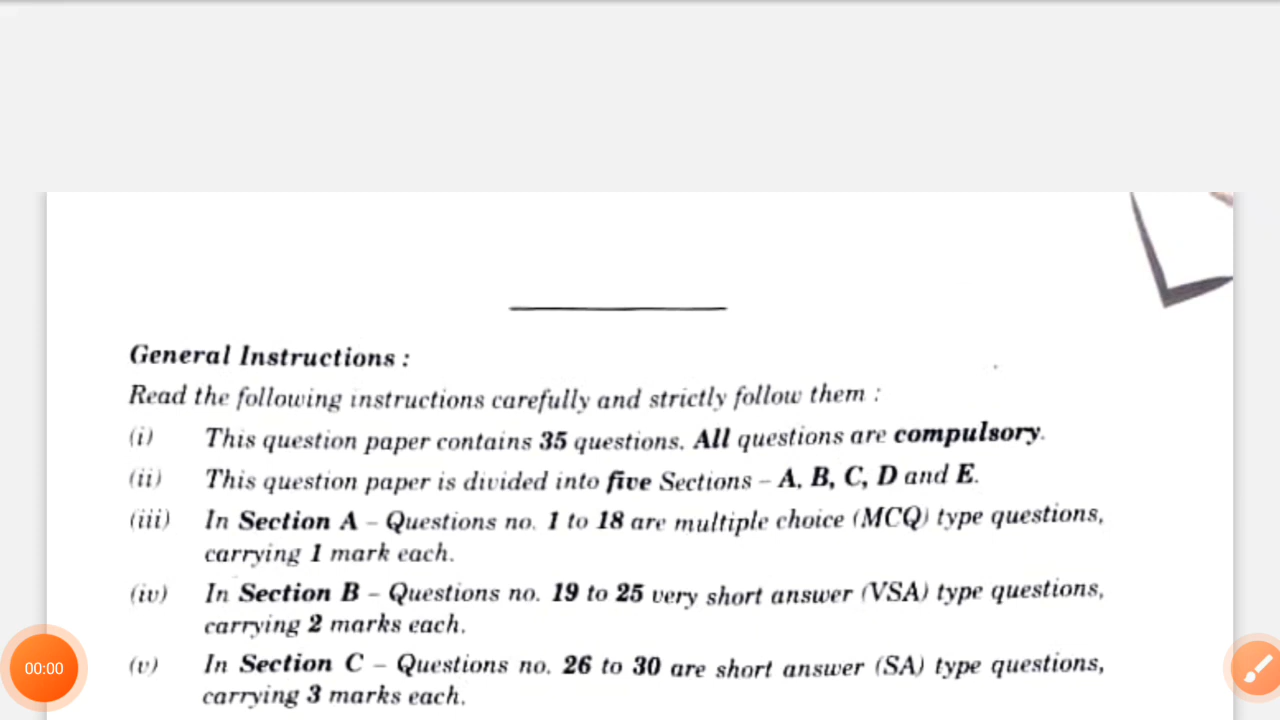 General Instructions :
Read the following instructions carefully and strictly follow them :
(i) This question paper contains 35 questions. All questions are compulsory.
(ii) This question paper is divided into five Sections – A, B, C, D and E.
(iii) In Section A – Questions no. 1 to 18 are multiple choice (MCQ) type questions,
carrying 1 mark each.
(iv) In Section B – Questions no. 19 to 25 very short answer (VSA) type questions,
carrying 2 marks each.
(v) In Section C – Questions no. 26 to 30 are short answer (SA) type questions,
carrying 3 marks each.
00:00